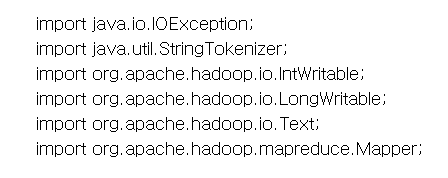 import java.io.IOException;
import java.util.StringTokenizer;
import org.apache.hadoop.io.IntWritable;
import org.apache.hadoop.io.LongWritable;
import org.apache.hadoop.io.Text;
import org.apache.hadoop.mapreduce.Mapper;